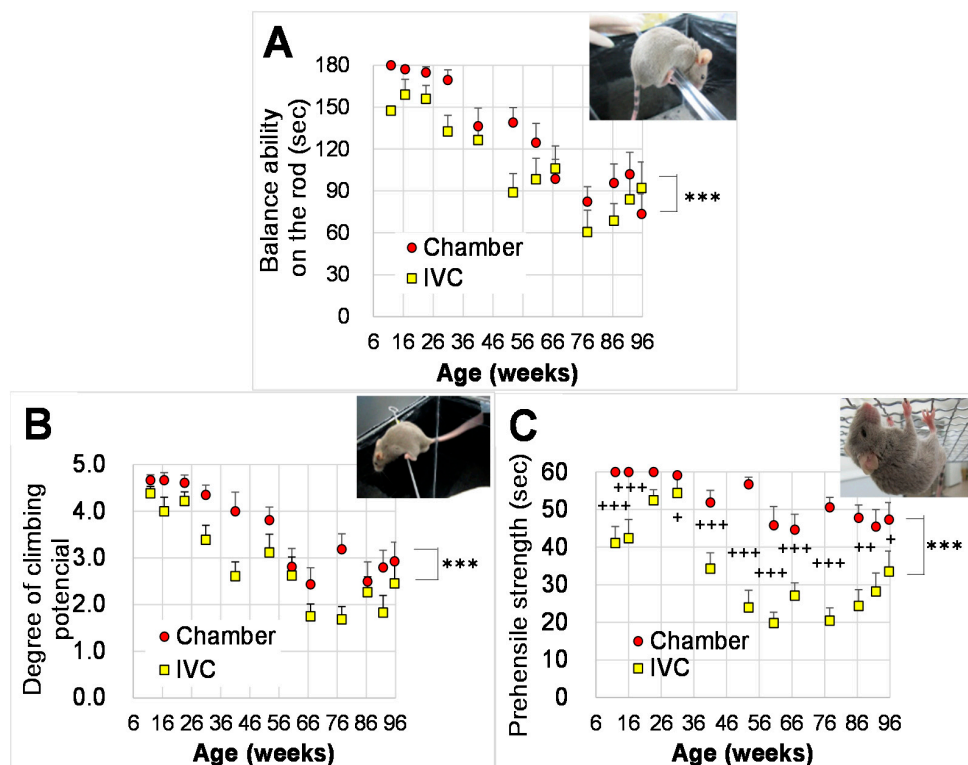 A
Balance ability
on the rod (sec)
180
150
120
90
60
30
0
***
Chamber
IVC
6 16 26 36 46 56 66 76 86 96
Age (weeks)
B
Degree of climbing
potencial
5.0
4.0
3.0
2.0
1.0
0.0
***
Chamber
IVC
6 16 26 36 46 56 66 76 86 96
Age (weeks)
C
Prehensile strength (sec)
60
50
40
30
20
10
0
+++
+++
+
+++
+++
+++
+++
+++
++
+
***
Chamber
IVC
6 16 26 36 46 56 66 76 86 96
Age (weeks)